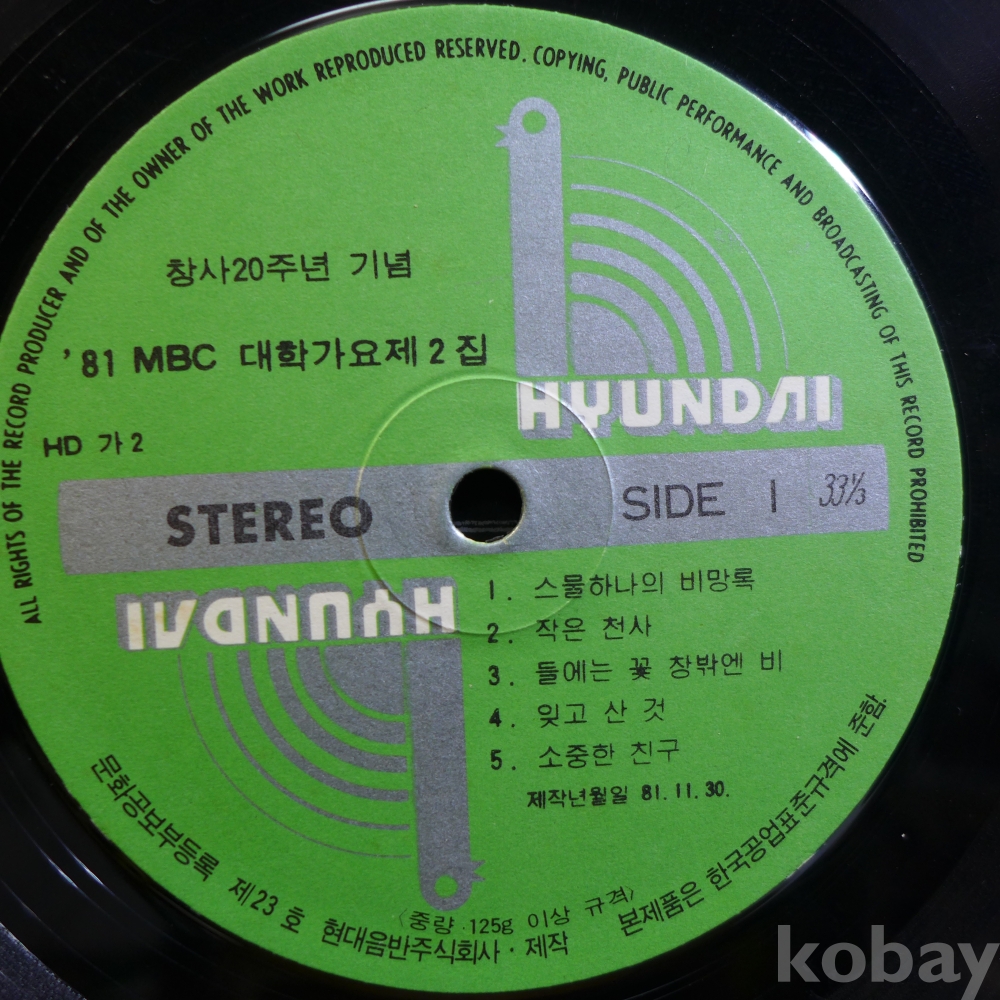 ALL RIGHTS OF THE RECORD PRODUCER AND OF THE OWNER OF THE WORK REPRODUCED RESERVED. COPYING, PUBLIC PERFORMANCE AND BROADCASTING OF THIS RECORD PROHIBITED
창사20주년 기념
'81 MBC 대학가요제 2 집
HYUNDAI
HD 가 2
STEREO
SIDE 1
33⅓
HYUNDAI
1. 스물하나의 비망록
2. 작은 천사
3. 들에는 꽃 창밖엔 비
4. 잊고 산 것
5. 소중한 친구
제작년월일 81.11.30.
〈중량 125g 이상 규격〉
문화공보부등록 제23호 현대음반주식회사·제작 본제품은 한국공업표준규격에 준함
kobay